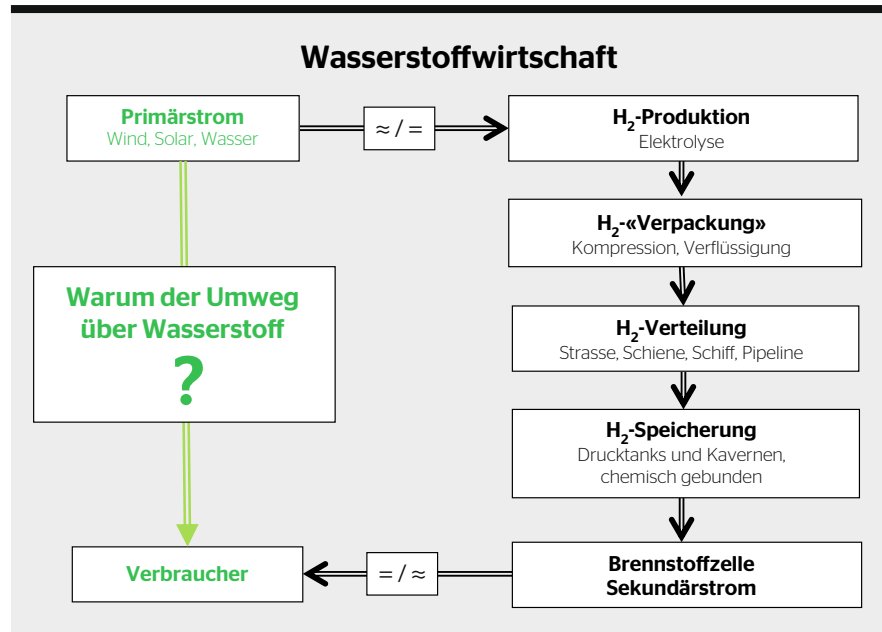 Wasserstoffwirtschaft
Primärstrom
Wind, Solar, Wasser
≈ / =
H₂-Produktion
Elektrolyse
H₂-«Verpackung»
Kompression, Verflüssigung
Warum der Umweg
über Wasserstoff
?
H₂-Verteilung
Strasse, Schiene, Schiff, Pipeline
H₂-Speicherung
Drucktanks und Kavernen,
chemisch gebunden
Verbraucher
= / ≈
Brennstoffzelle
Sekundärstrom